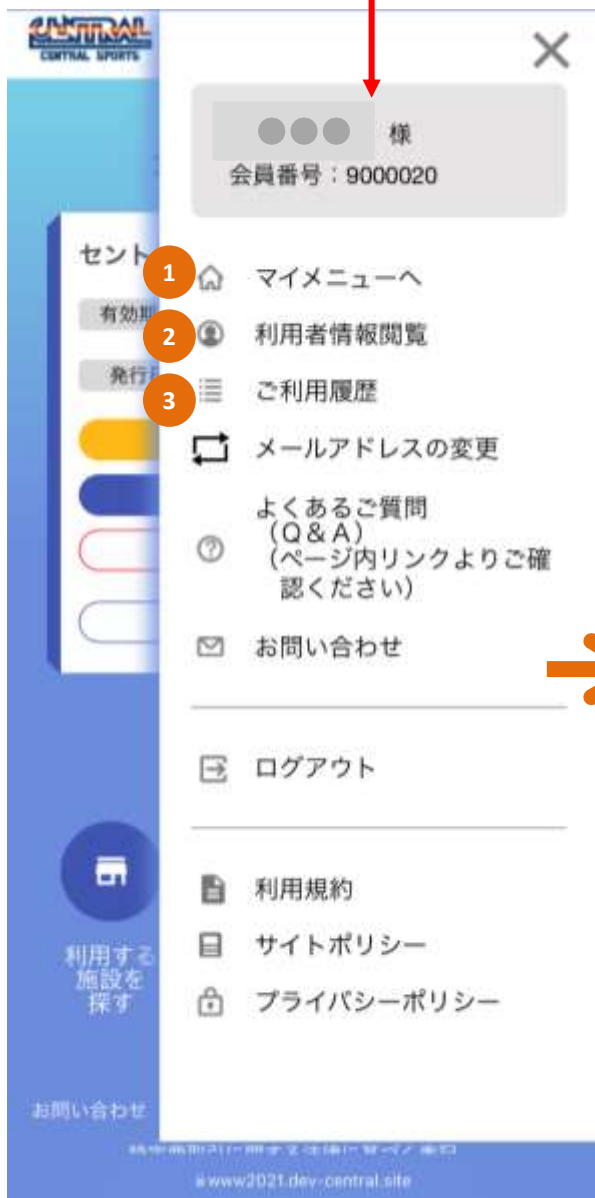 CENTRAL
CENTRAL SPORTS
●●● 様
会員番号：9000020
セント
有効期
発行
1 マイメニューへ
2 利用者情報閲覧
3 ご利用履歴
メールアドレスの変更
よくあるご質問
（Q＆A）
（ページ内リンクよりご確
認ください）
お問い合わせ
ログアウト
利用規約
サイトポリシー
プライバシーポリシー
利用する
施設を
探す
お問い合わせ
www2021.dev-central.site